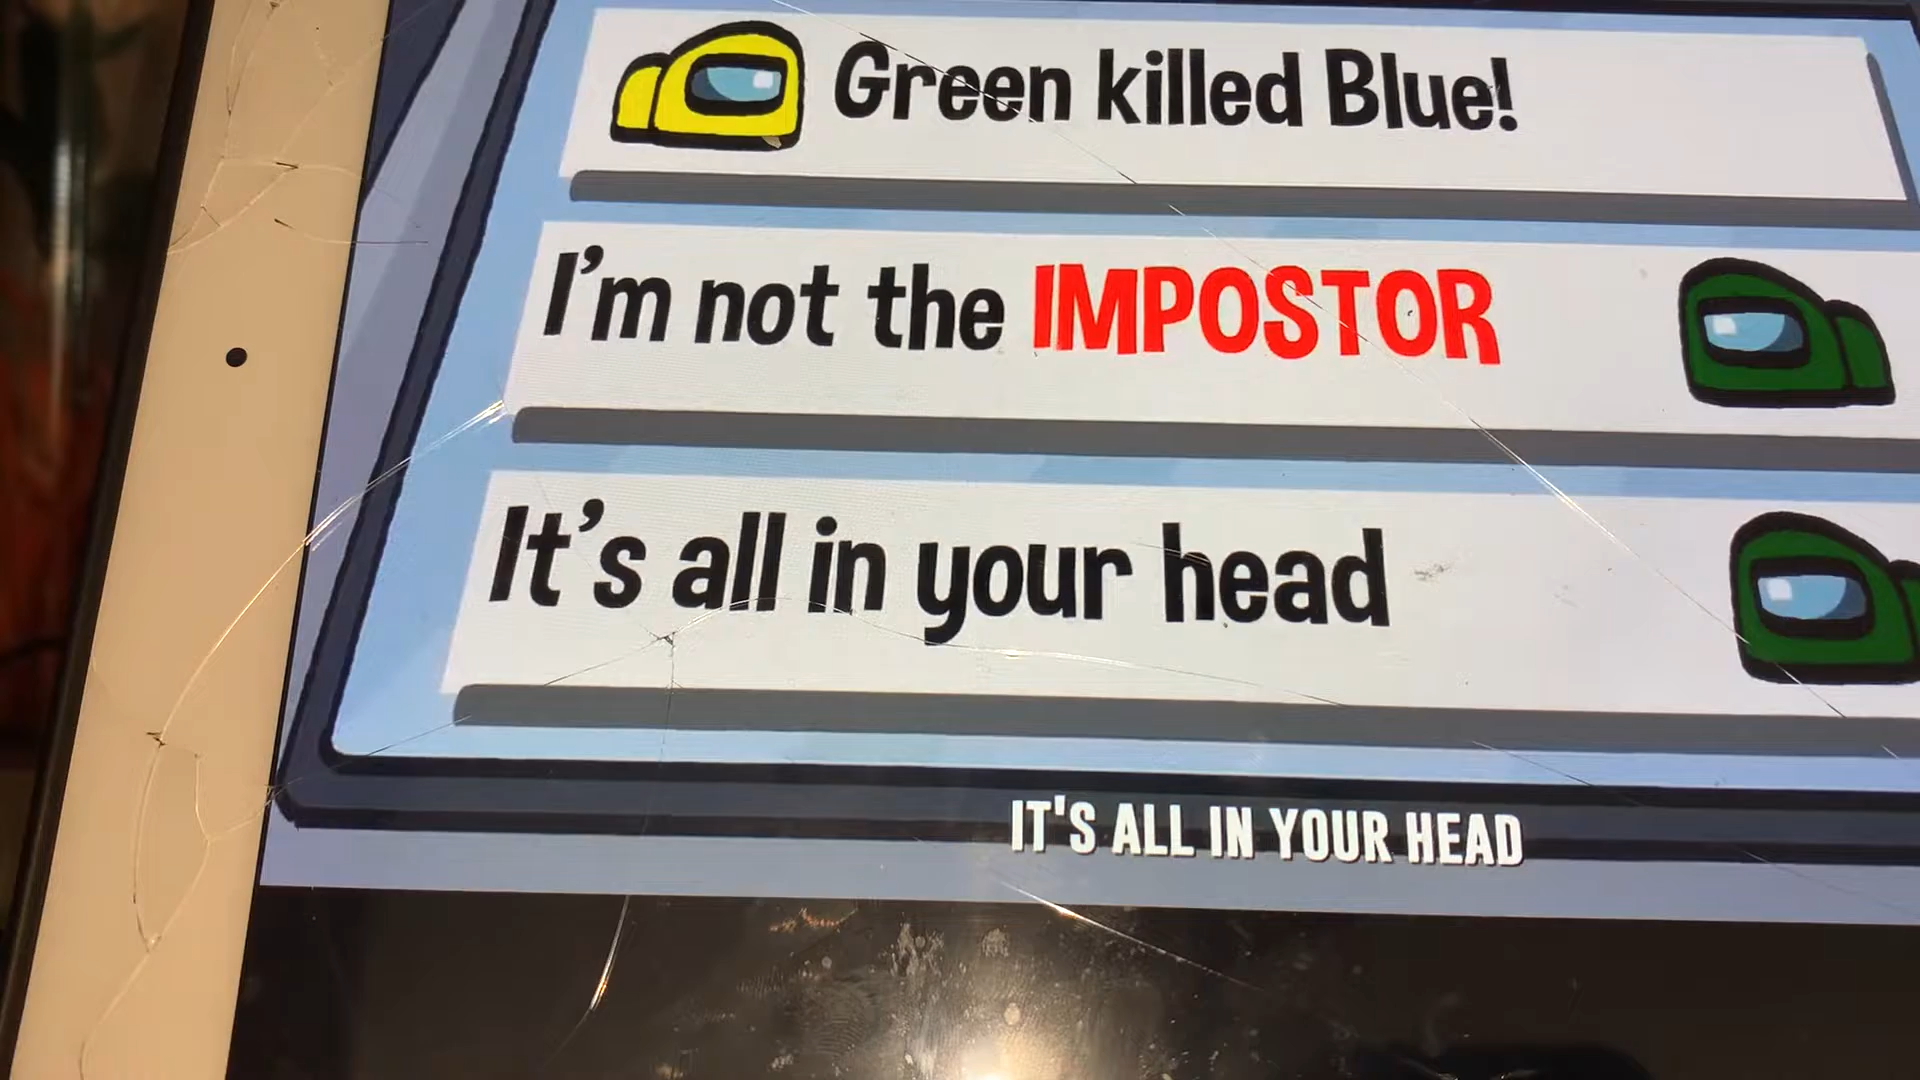 Green killed Blue!
I'm not the IMPOSTOR
It's all in your head
IT'S ALL IN YOUR HEAD